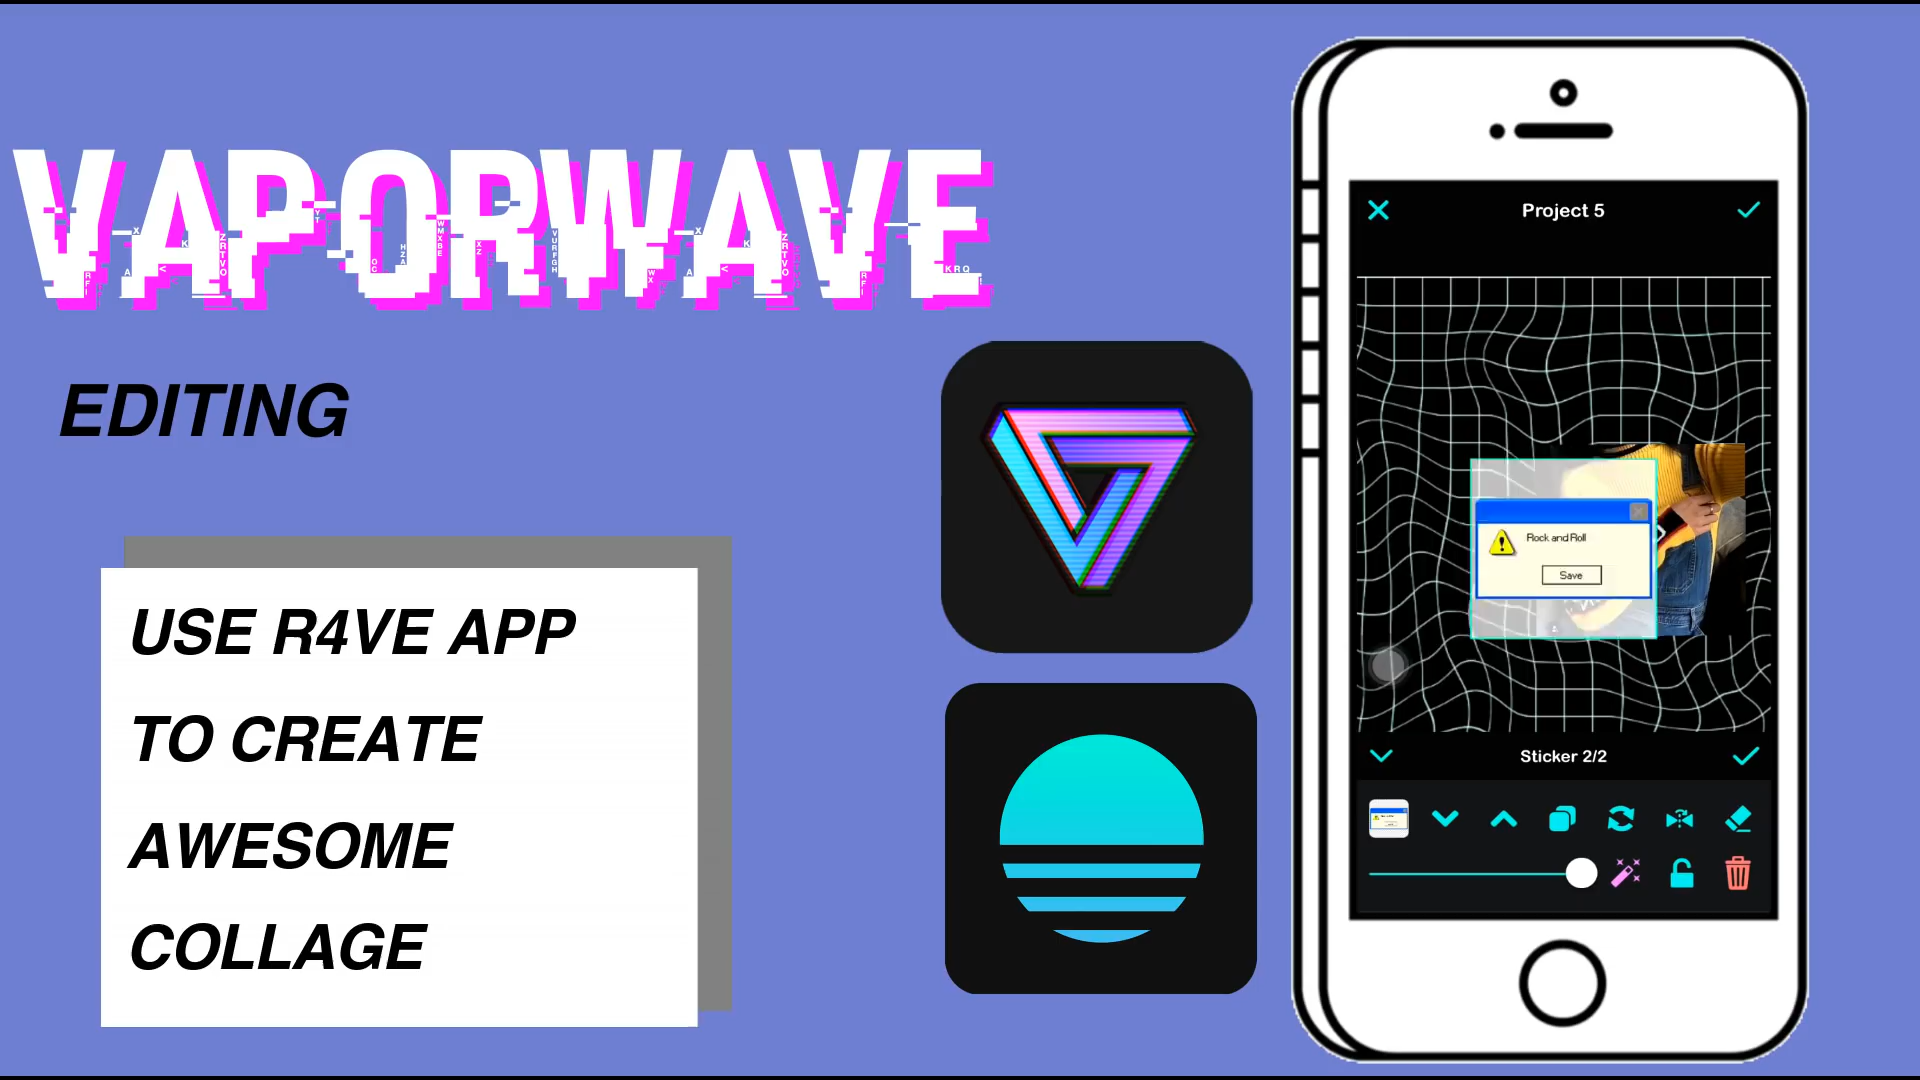 VAPORWAVE
EDITING
USE R4VE APP
TO CREATE
AWESOME
COLLAGE
Project 5
Rock and Roll
Save
Sticker 2/2